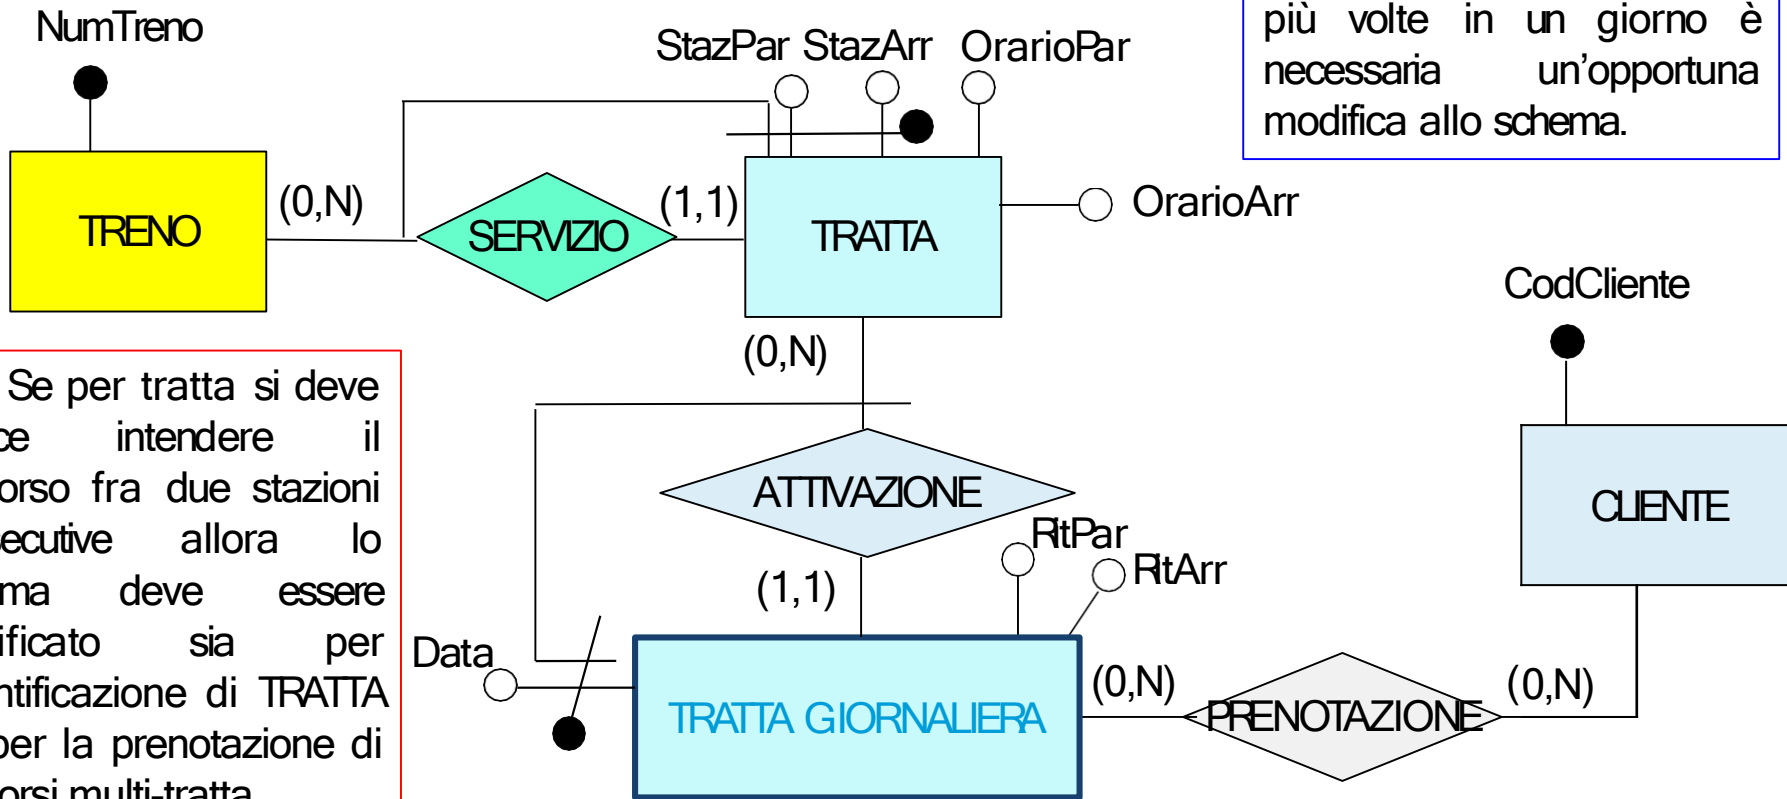 NumTreno
StazPar StazArr OrarioPar
più volte in un giorno è
necessaria un'opportuna
modifica allo schema.
TRENO
(0,N)
SERVIZIO
(1,1)
TRATTA
OrarioArr
CodCliente
(0,N)
Se per tratta si deve
intendere il
fra due stazioni
allora lo
deve essere
sia per
di TRATTA
per la prenotazione di
multi-tratta
ATTIVAZIONE
CLIENTE
RitPar
RitArr
(1,1)
Data
TRATTA GIORNALIERA
(0,N)
PRENOTAZIONE
(0,N)